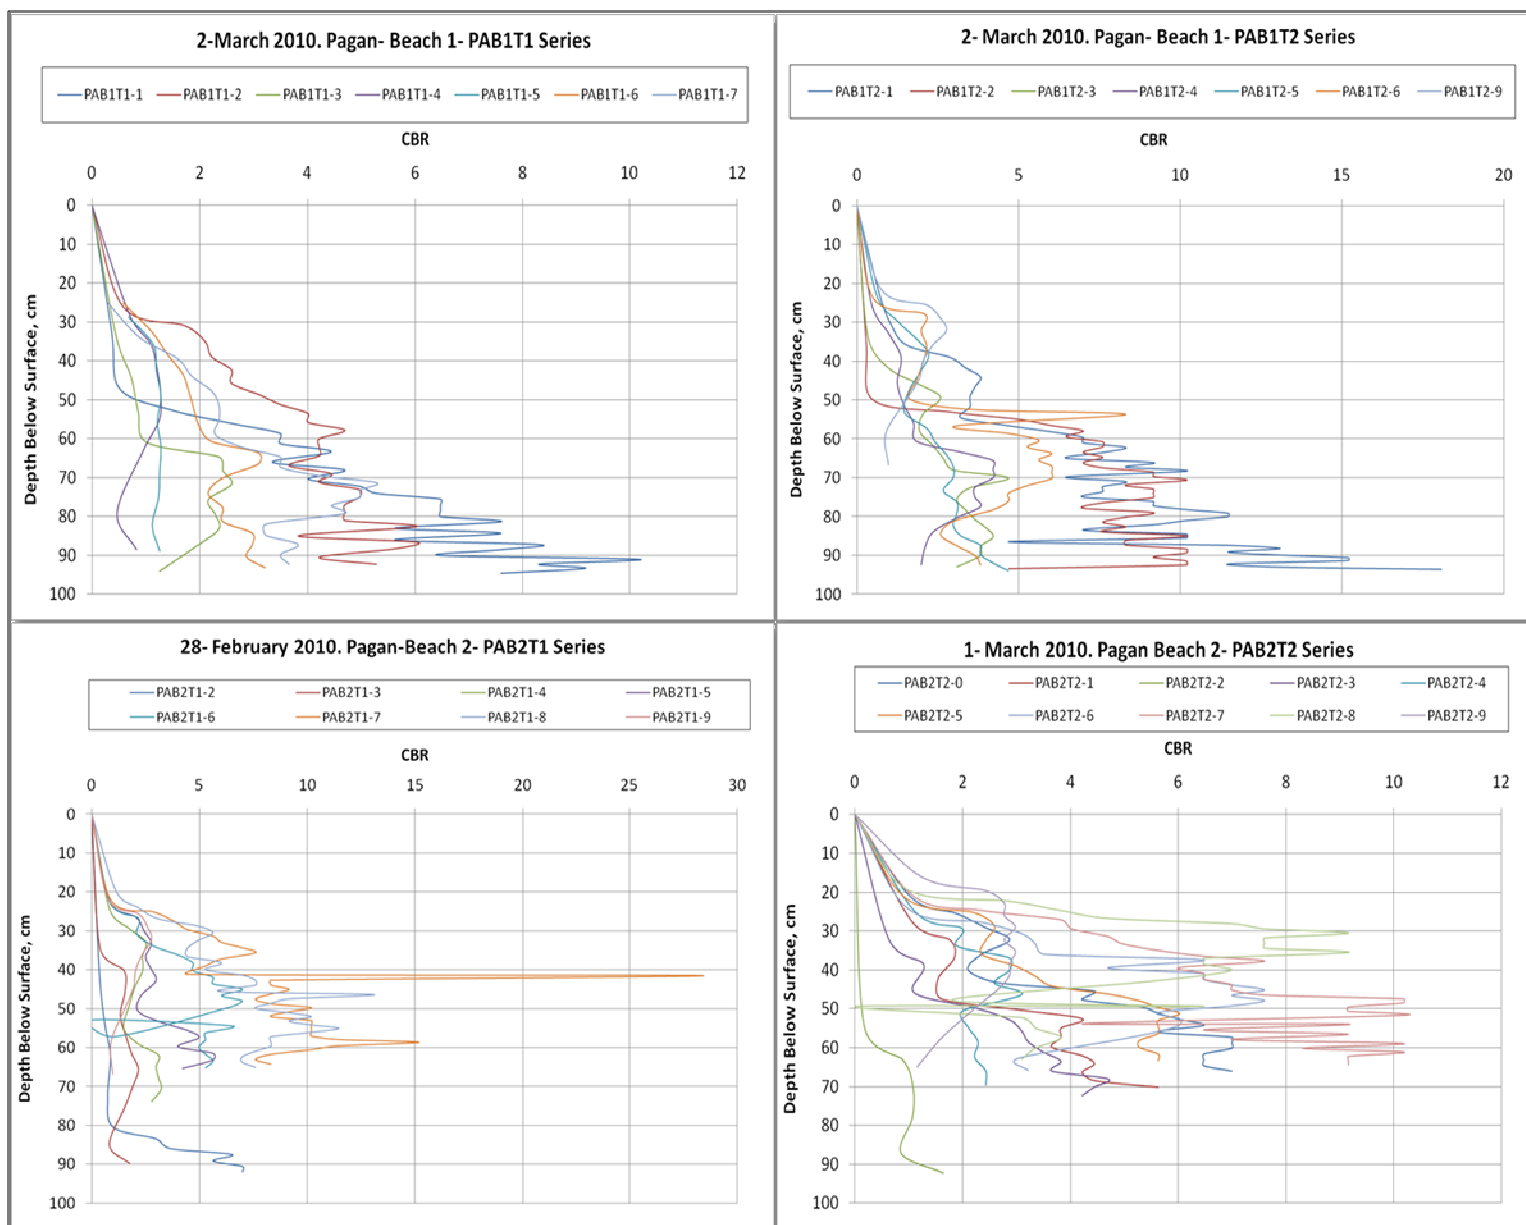 2-March 2010. Pagan- Beach 1- PAB1T1 Series
PAB1T1-1 PAB1T1-2 PAB1T1-3 PAB1T1-4 PAB1T1-5 PAB1T1-6 PAB1T1-7
CBR
0 2 4 6 8 10 12
Depth Below Surface, cm
0
10
20
30
40
50
60
70
80
90
100
2- March 2010. Pagan- Beach 1- PAB1T2 Series
PAB1T2-1 PAB1T2-2 PAB1T2-3 PAB1T2-4 PAB1T2-5 PAB1T2-6 PAB1T2-9
CBR
0 5 10 15 20
Depth Below Surface, cm
0
10
20
30
40
50
60
70
80
90
100
28- February 2010. Pagan-Beach 2- PAB2T1 Series
PAB2T1-2 PAB2T1-3 PAB2T1-4 PAB2T1-5
PAB2T1-6 PAB2T1-7 PAB2T1-8 PAB2T1-9
CBR
0 5 10 15 20 25 30
Depth Below Surface, cm
0
10
20
30
40
50
60
70
80
90
100
1- March 2010. Pagan Beach 2- PAB2T2 Series
PAB2T2-0 PAB2T2-1 PAB2T2-2 PAB2T2-3 PAB2T2-4
PAB2T2-5 PAB2T2-6 PAB2T2-7 PAB2T2-8 PAB2T2-9
CBR
0 2 4 6 8 10 12
Depth Below Surface, cm
0
10
20
30
40
50
60
70
80
90
100